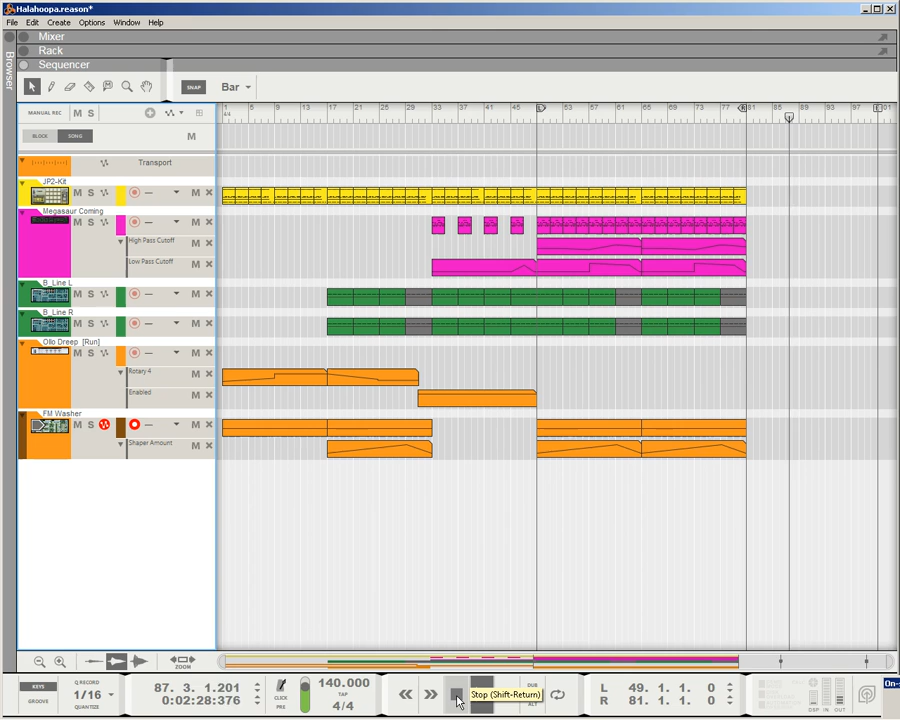 Halahoopa.reason*
File Edit Create Options Window Help
Browser
Mixer
Rack
Sequencer
SNAP Bar
MANUAL REC M S
1 5 9 13 17 21 25 29 33 37 41 45 L 53 57 61 65 69 73 77 R 81 85 89 93 97 E 101
4/4
BLOCK SONG M
Transport
JP2-Kit
M S
Megasaur Coming
M S
High Pass Cutoff M
Low Pass Cutoff M
B_Line L
M S
B_Line R
M S
Ollo Dreep [Run]
M S
Rotary 4 M
Enabled M
FM Washer
M S
Shaper Amount M
ZOOM
KEYS
GROOVE
Q RECORD
1/16
QUANTIZE
87. 3. 1.201
0:02:28:376
CLICK
PRE
140.000
TAP
4/4
Stop (Shift-Return)
DUB
ALT
L 49. 1. 1. 0
R 81. 1. 1. 0
DSP IN OUT
On-s